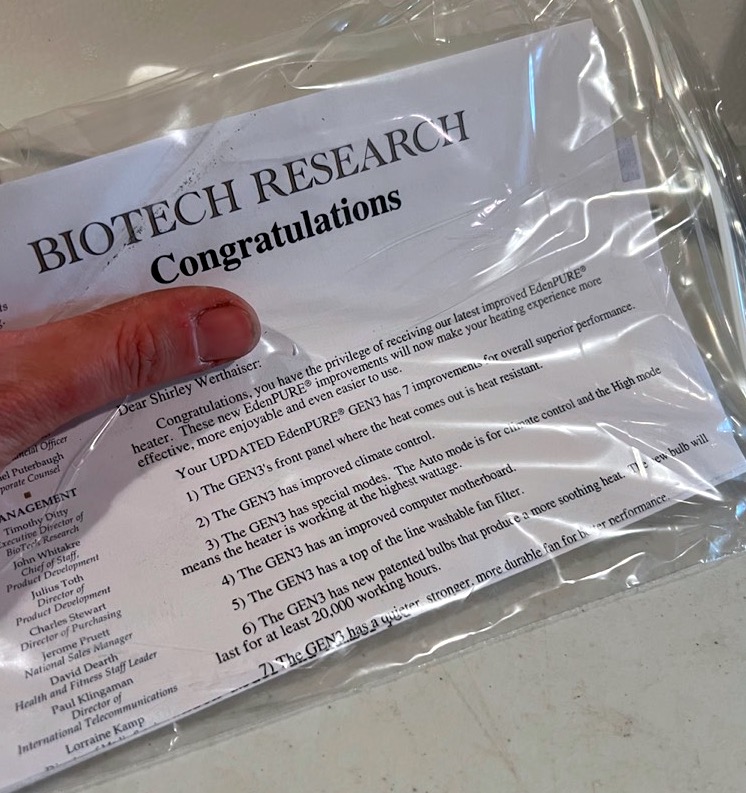 BIOTECH RESEARCH
Congratulations
Dear Shirley Werthaiser:
Congratulations, you have the privilege of receiving our latest improved EdenPURE®
heater. These new EdenPURE® improvements will now make your heating experience more
effective, more enjoyable and even easier to use.
Your UPDATED EdenPURE® GEN3 has 7 improvements for overall superior performance.
1) The GEN3's front panel where the heat comes out is heat resistant.
2) The GEN3 has improved climate control.
3) The GEN3 has special modes. The Auto mode is for climate control and the High mode
means the heater is working at the highest wattage.
4) The GEN3 has an improved computer motherboard.
5) The GEN3 has a top of the line washable fan filter.
6) The GEN3 has new patented bulbs that produce a more soothing heat. The new bulb will
last for at least 20,000 working hours.
7) The GEN3 has a quieter, stronger, more durable fan for better performance.
Officer
Puterbaugh
Counsel
ANAGEMENT
Timothy Ditty
Executive Director of
BioTech Research
John Whitakre
Chief of Staff,
Product Development
Julius Toth
Director of
Product Development
Charles Stewart
Director of Purchasing
Jerome Pruett
National Sales Manager
David Dearth
Health and Fitness Staff Leader
Paul Klingaman
Director of
International Telecommunications
Lorraine Kamp